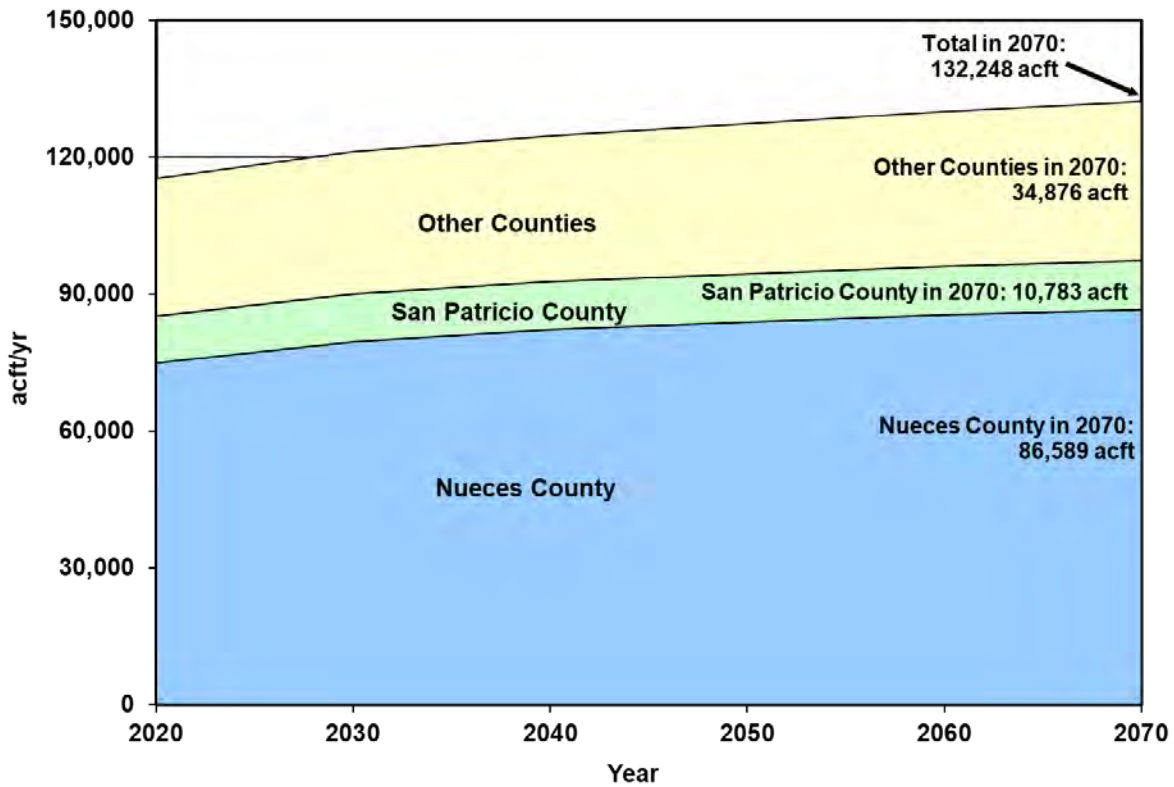 150,000
120,000
90,000
60,000
30,000
0
acft/yr
Total in 2070:
132,248 acft
Other Counties in 2070:
34,876 acft
Other Counties
San Patricio County in 2070: 10,783 acft
San Patricio County
Nueces County in 2070:
86,589 acft
Nueces County
2020
2030
2040
2050
2060
2070
Year